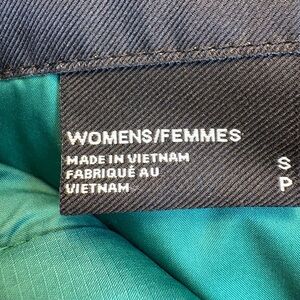 WOMENS/FEMMES
MADE IN VIETNAM
FABRIQUÉ AU
VIETNAM
S
P